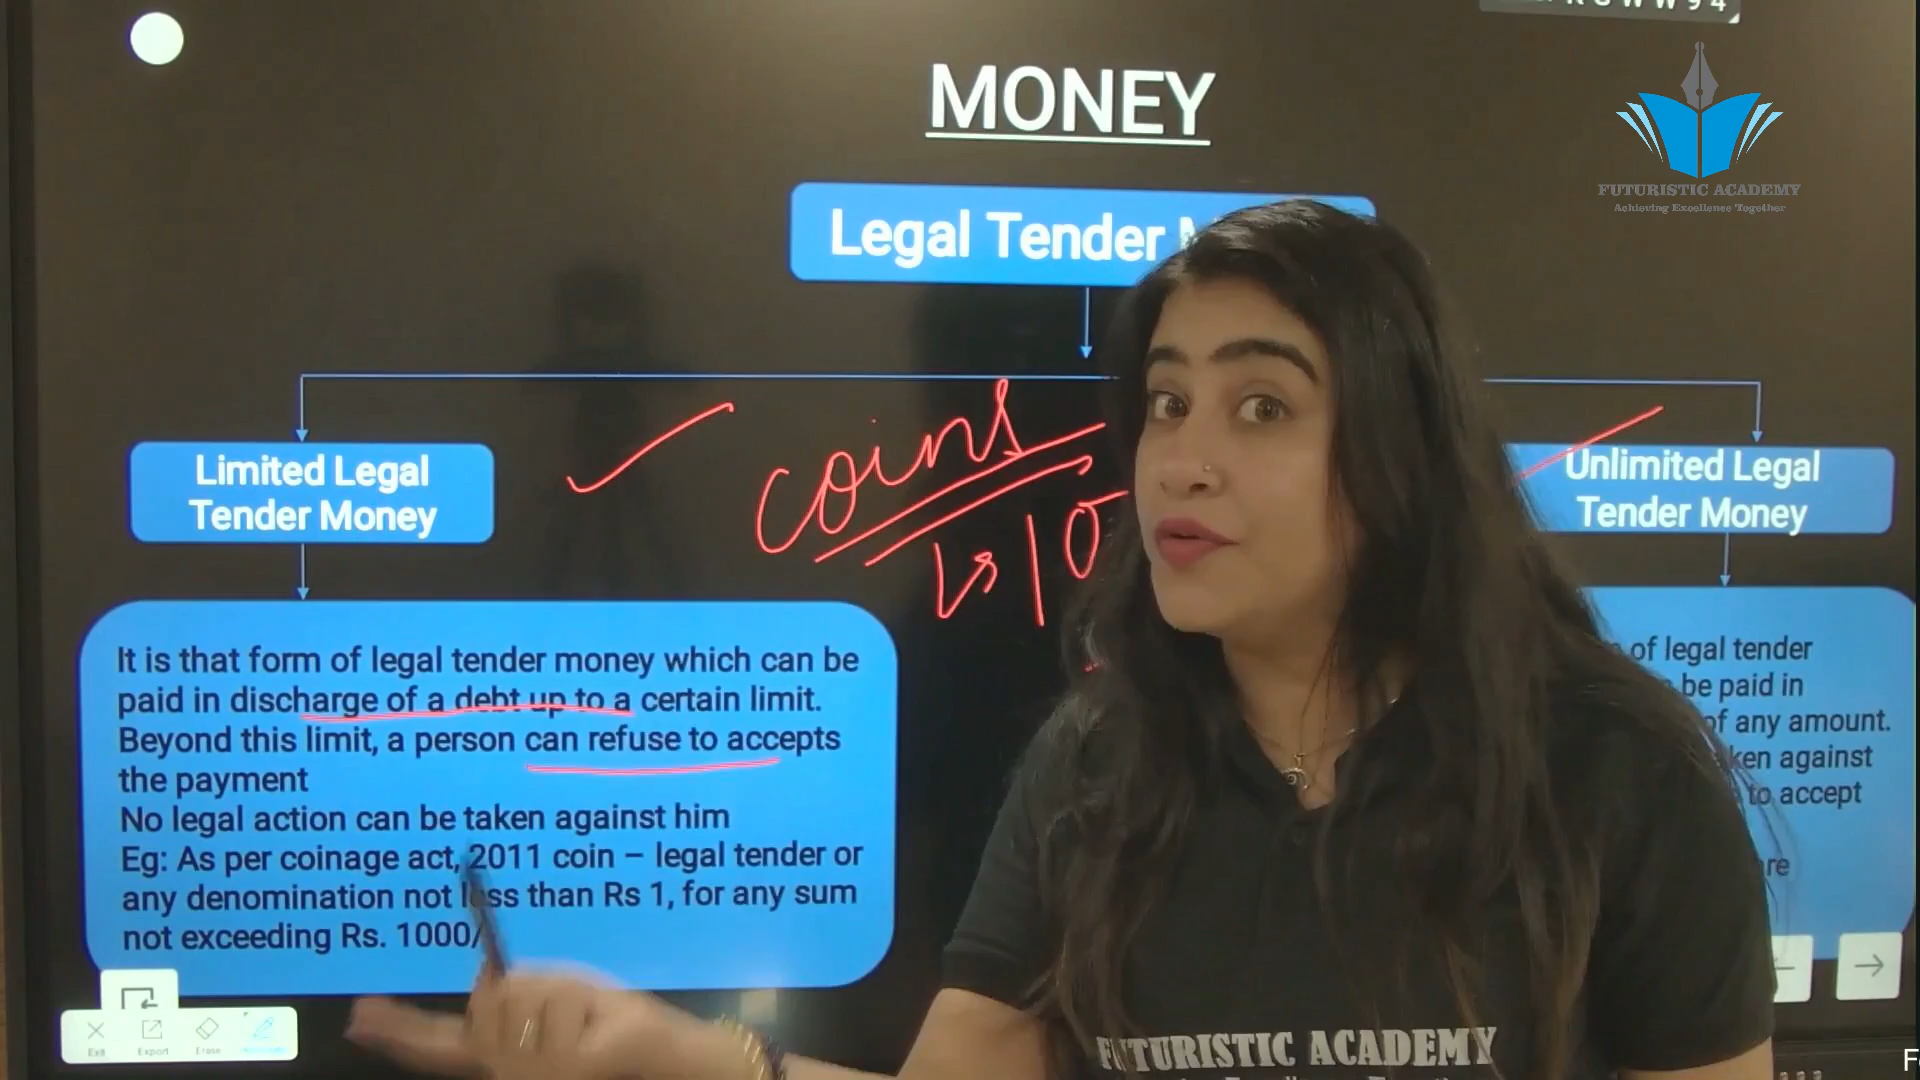 MONEY
FUTURISTIC ACADEMY
Achieving Excellence Together
Legal Tender
coins
Limited Legal
Tender Money
Unlimited Legal
Tender Money
10
It is that form of legal tender money which can be
paid in discharge of a debt up to a certain limit.
Beyond this limit, a person can refuse to accepts
the payment
No legal action can be taken against him
Eg: As per coinage act, 2011 coin – legal tender or
any denomination not less than Rs 1, for any sum
not exceeding Rs. 1000/
of legal tender
be paid in
of any amount.
against
to accept
Exit
Export
Erase
FUTURISTIC ACADEMY